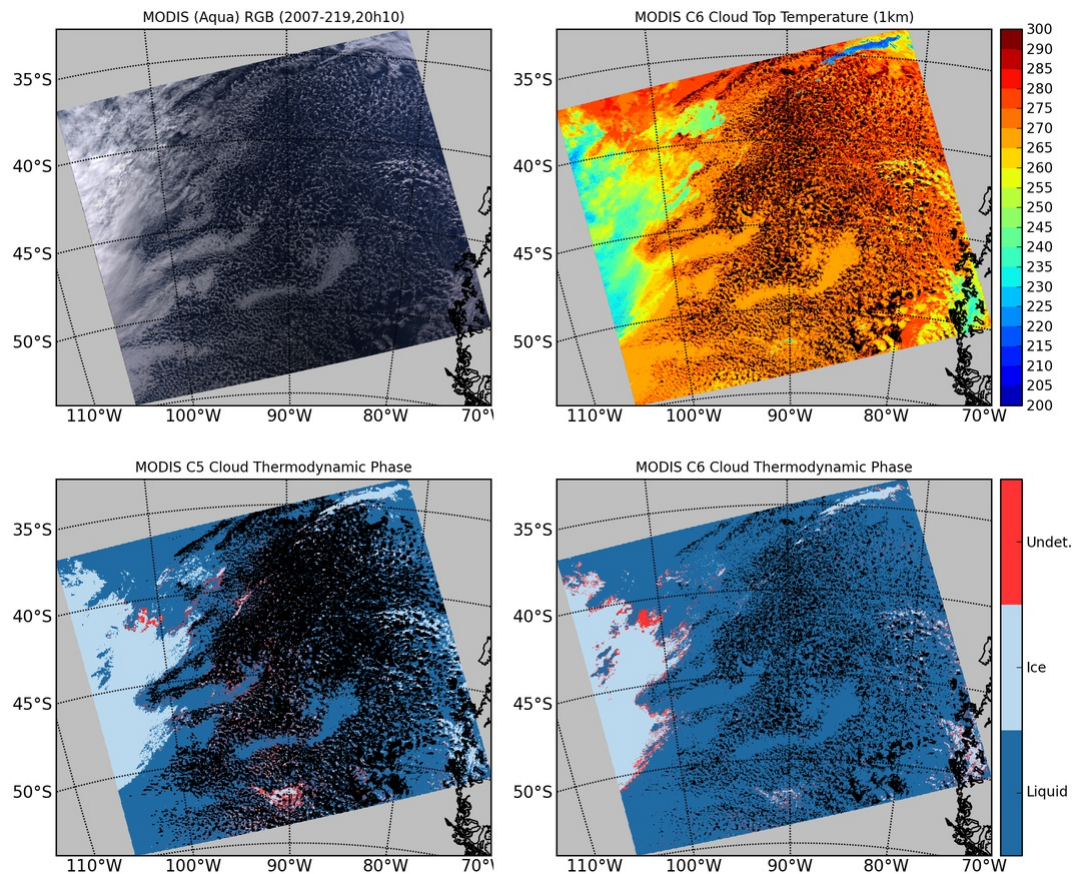 MODIS (Aqua) RGB (2007-219,20h10)
35°S
40°S
45°S
50°S
110°W 100°W 90°W 80°W 70°W
MODIS C6 Cloud Top Temperature (1km)
35°S
40°S
45°S
50°S
110°W 100°W 90°W 80°W 70°W
300
290
285
280
275
270
265
260
255
250
245
240
235
230
225
220
215
210
205
200
MODIS C5 Cloud Thermodynamic Phase
35°S
40°S
45°S
50°S
110°W 100°W 90°W 80°W 70°W
MODIS C6 Cloud Thermodynamic Phase
35°S
40°S
45°S
50°S
110°W 100°W 90°W 80°W 70°W
Undet.
Ice
Liquid